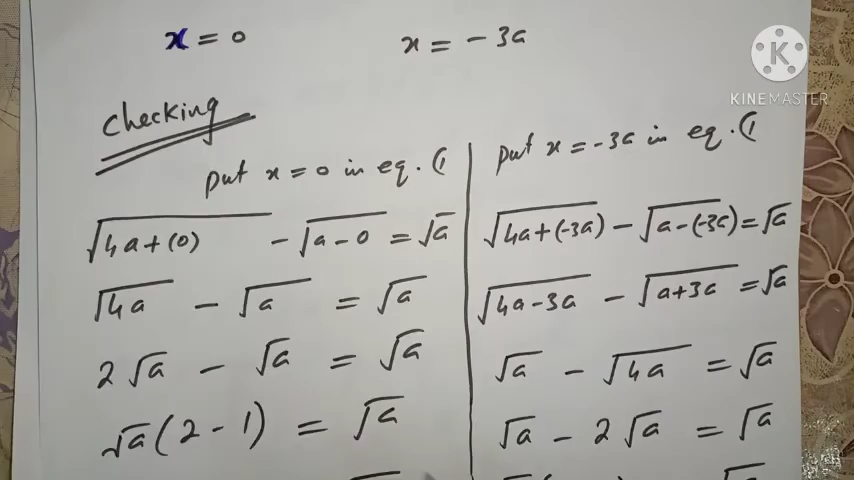 x = 0
x = - 3a
K
KINEMASTER
Checking
put x = 0 in eq. (1
√4a+(0) - √a-0 = √a
√4a - √a = √a
2√a - √a = √a
√a(2-1) = √a
put x = -3a in eq. (1
√4a+(-3a) - √a-(-3a) = √a
√4a-3a - √a+3a = √a
√a - √4a = √a
√a - 2√a = √a